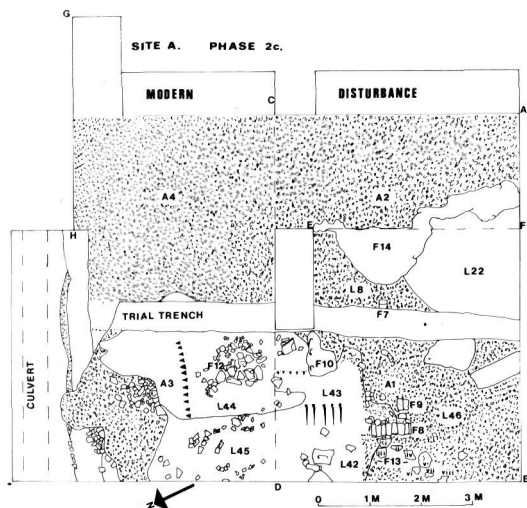 G
SITE A. PHASE 2c.
MODERN
C
DISTURBANCE
A
A4
A2
H
E
F
F14
L22
L8
F7
TRIAL TRENCH
CULVERT
A3
F12
F10
L43
A1
F9
L44
L46
F8
L45
L42
F13
D
B
N
0 1 M 2 M 3 M